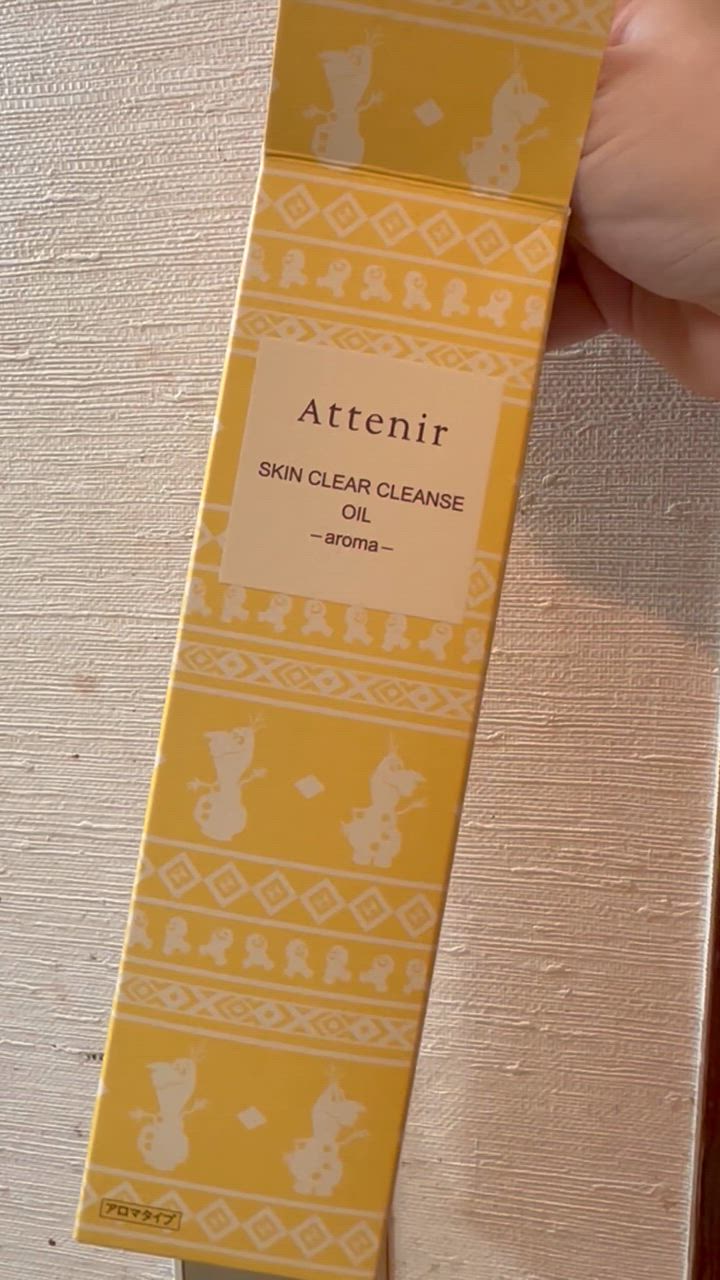 Attenir
SKIN CLEAR CLEANSE
OIL
–aroma–
アロマタイプ